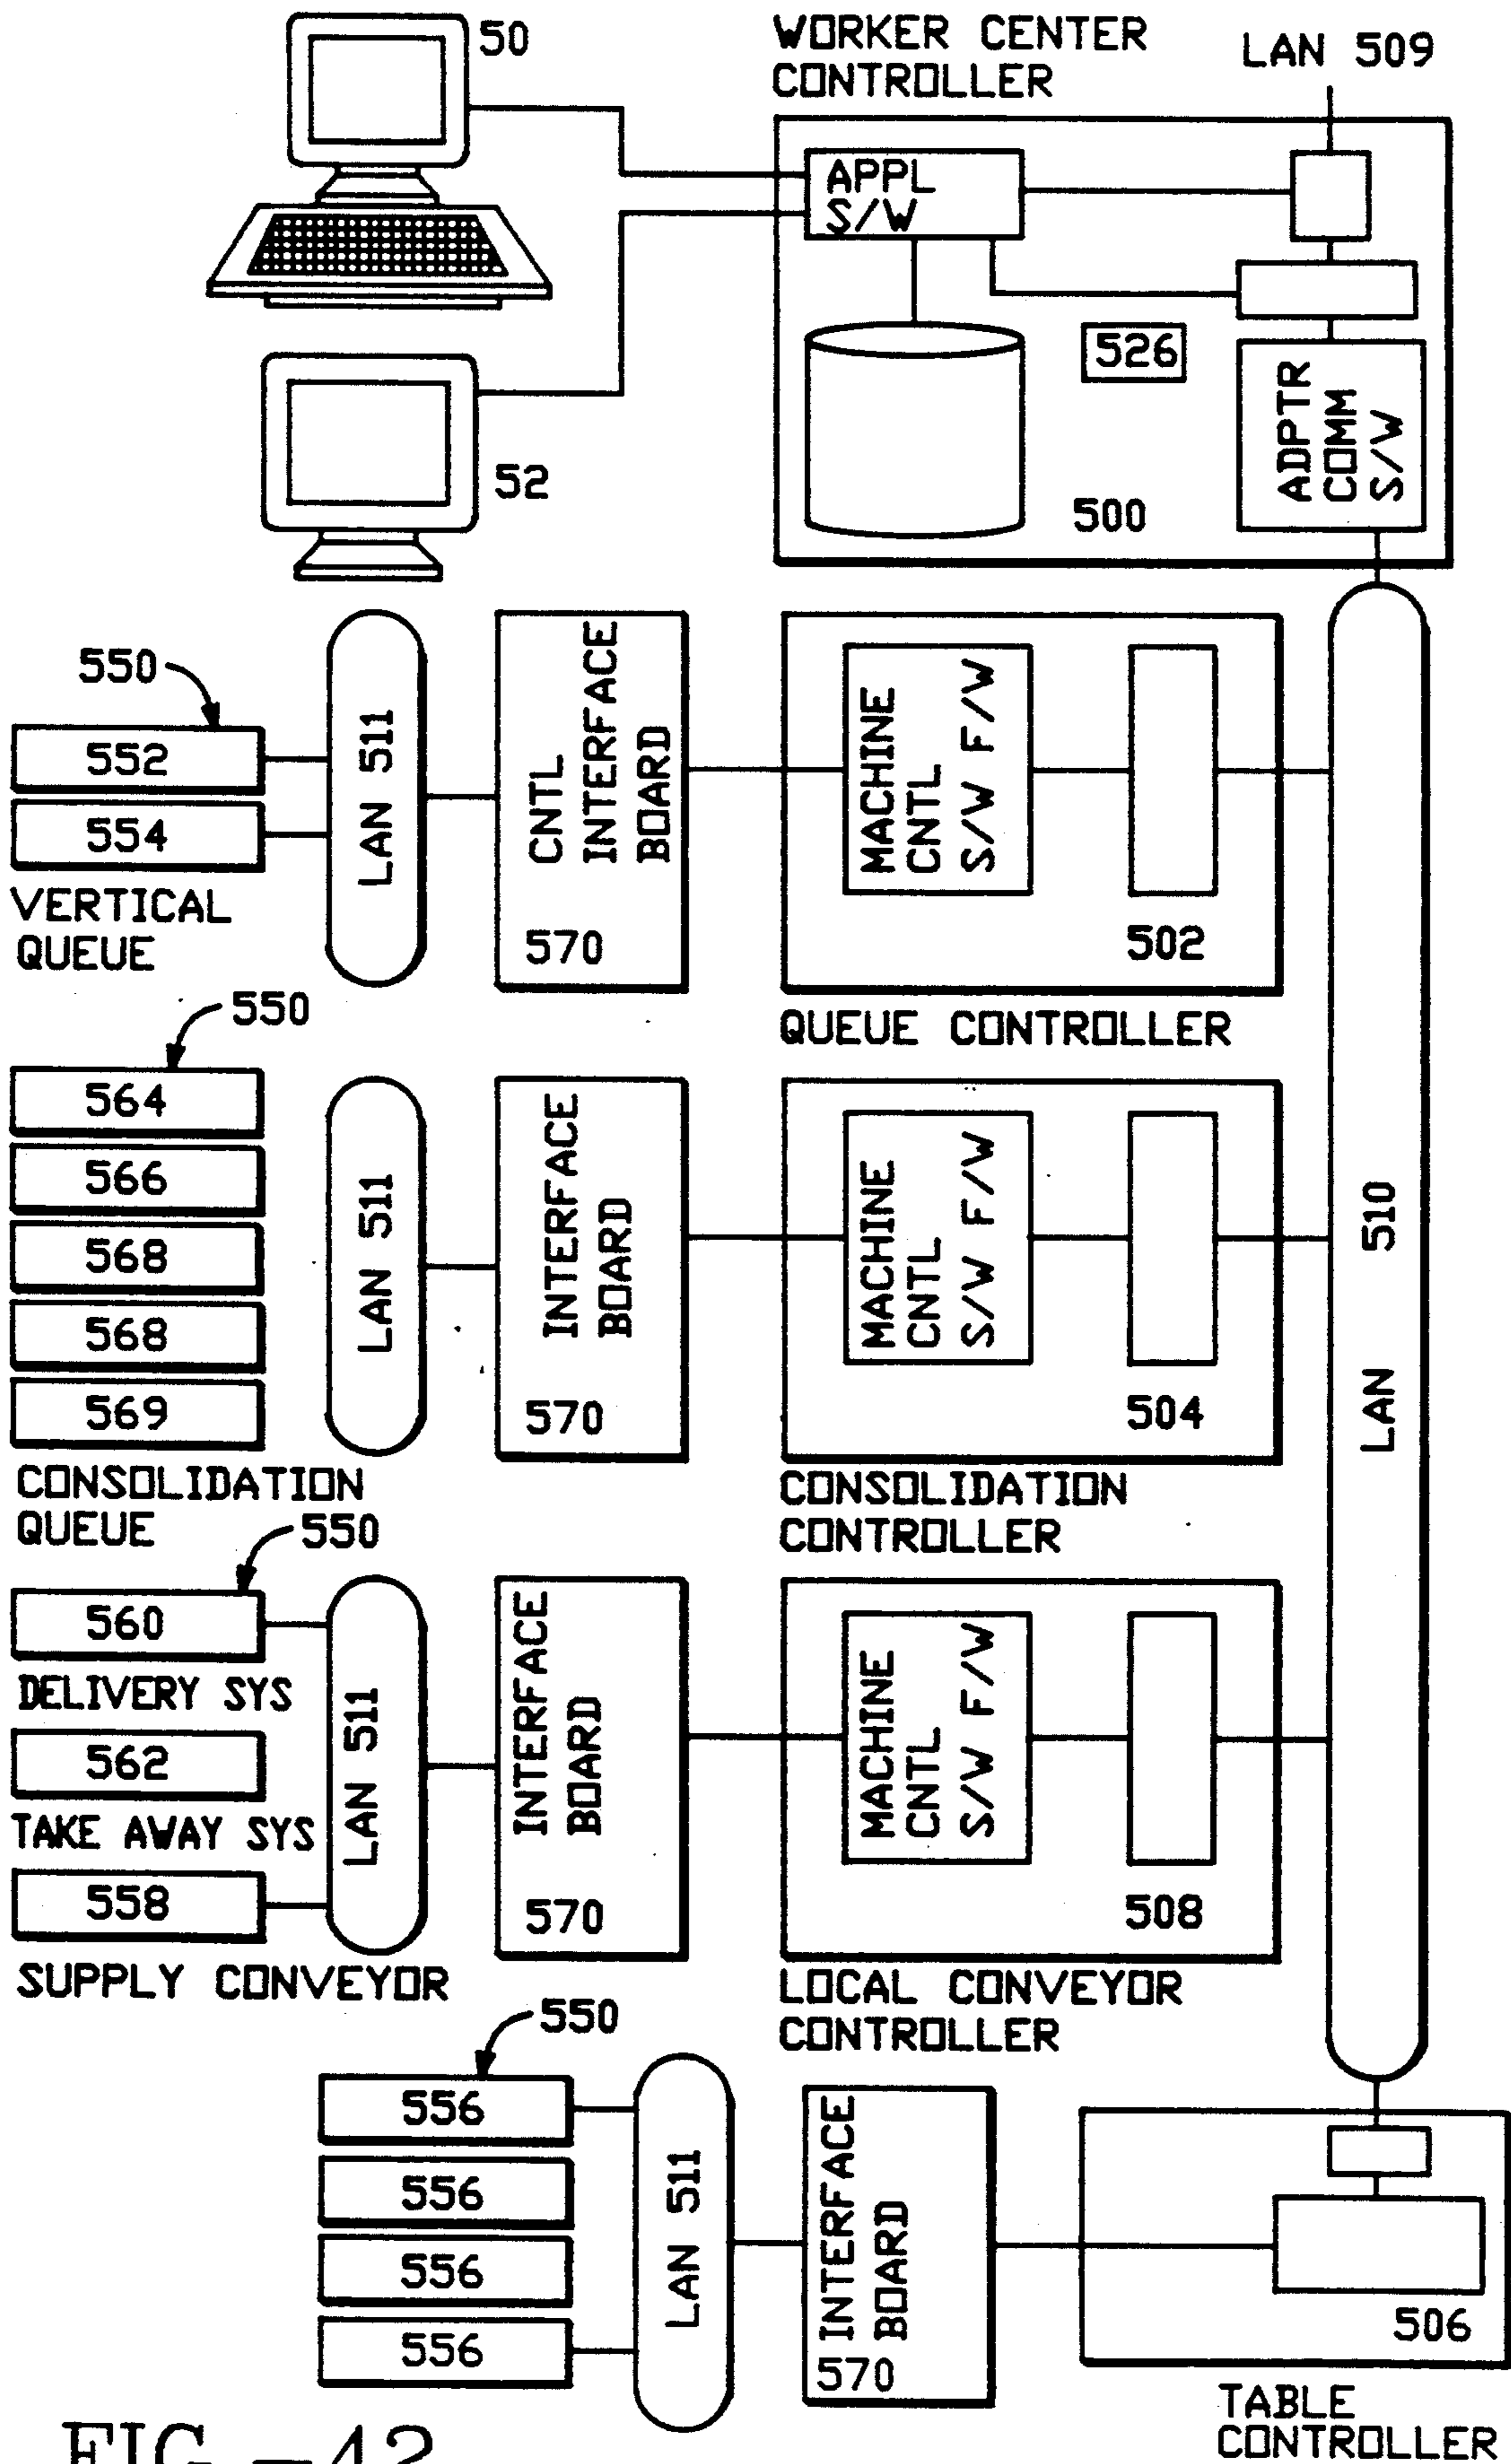 50
WORKER CENTER
CONTROLLER
LAN 509
APPL
S/W
526
ADPTR
COMM
S/W
52
500
550
552
554
VERTICAL
QUEUE
LAN 511
CNTL
INTERFACE
BOARD
570
MACHINE
CNTL
S/W F/W
502
QUEUE CONTROLLER
550
564
566
568
568
569
CONSOLIDATION
QUEUE
LAN 511
INTERFACE
BOARD
570
MACHINE
CNTL
S/W F/W
504
CONSOLIDATION
CONTROLLER
LAN 510
550
560
DELIVERY SYS
562
TAKE AWAY SYS
558
SUPPLY CONVEYOR
LAN 511
INTERFACE
BOARD
570
MACHINE
CNTL
S/W F/W
508
LOCAL CONVEYOR
CONTROLLER
550
556
556
556
556
LAN 511
INTERFACE
BOARD
570
506
TABLE
CONTROLLER
FIG.-42